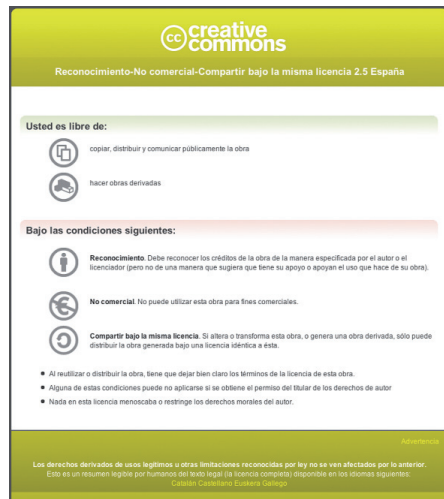 cc creative
commons
Reconocimiento-No comercial-Compartir bajo la misma licencia 2.5 España
Usted es libre de:
copiar, distribuir y comunicar públicamente la obra
hacer obras derivadas
Bajo las condiciones siguientes:
Reconocimiento. Debe reconocer los créditos de la obra de la manera especificada por el autor o el
licenciador (pero no de una manera que sugiera que tiene su apoyo o apoyan el uso que hace de su obra).
No comercial. No puede utilizar esta obra para fines comerciales.
Compartir bajo la misma licencia. Si altera o transforma esta obra, o genera una obra derivada, sólo puede
distribuir la obra generada bajo una licencia idéntica a ésta.
• Al reutilizar o distribuir la obra, tiene que dejar bien claro los términos de la licencia de esta obra.
• Alguna de estas condiciones puede no aplicarse si se obtiene el permiso del titular de los derechos de autor
• Nada en esta licencia menoscaba o restringe los derechos morales del autor.
Advertencia
Los derechos derivados de usos legítimos u otras limitaciones reconocidas por ley no se ven afectados por lo anterior.
Esto es un resumen legible por humanos del texto legal (la licencia completa) disponible en los idiomas siguientes:
Catalán Castellano Euskera Gallego